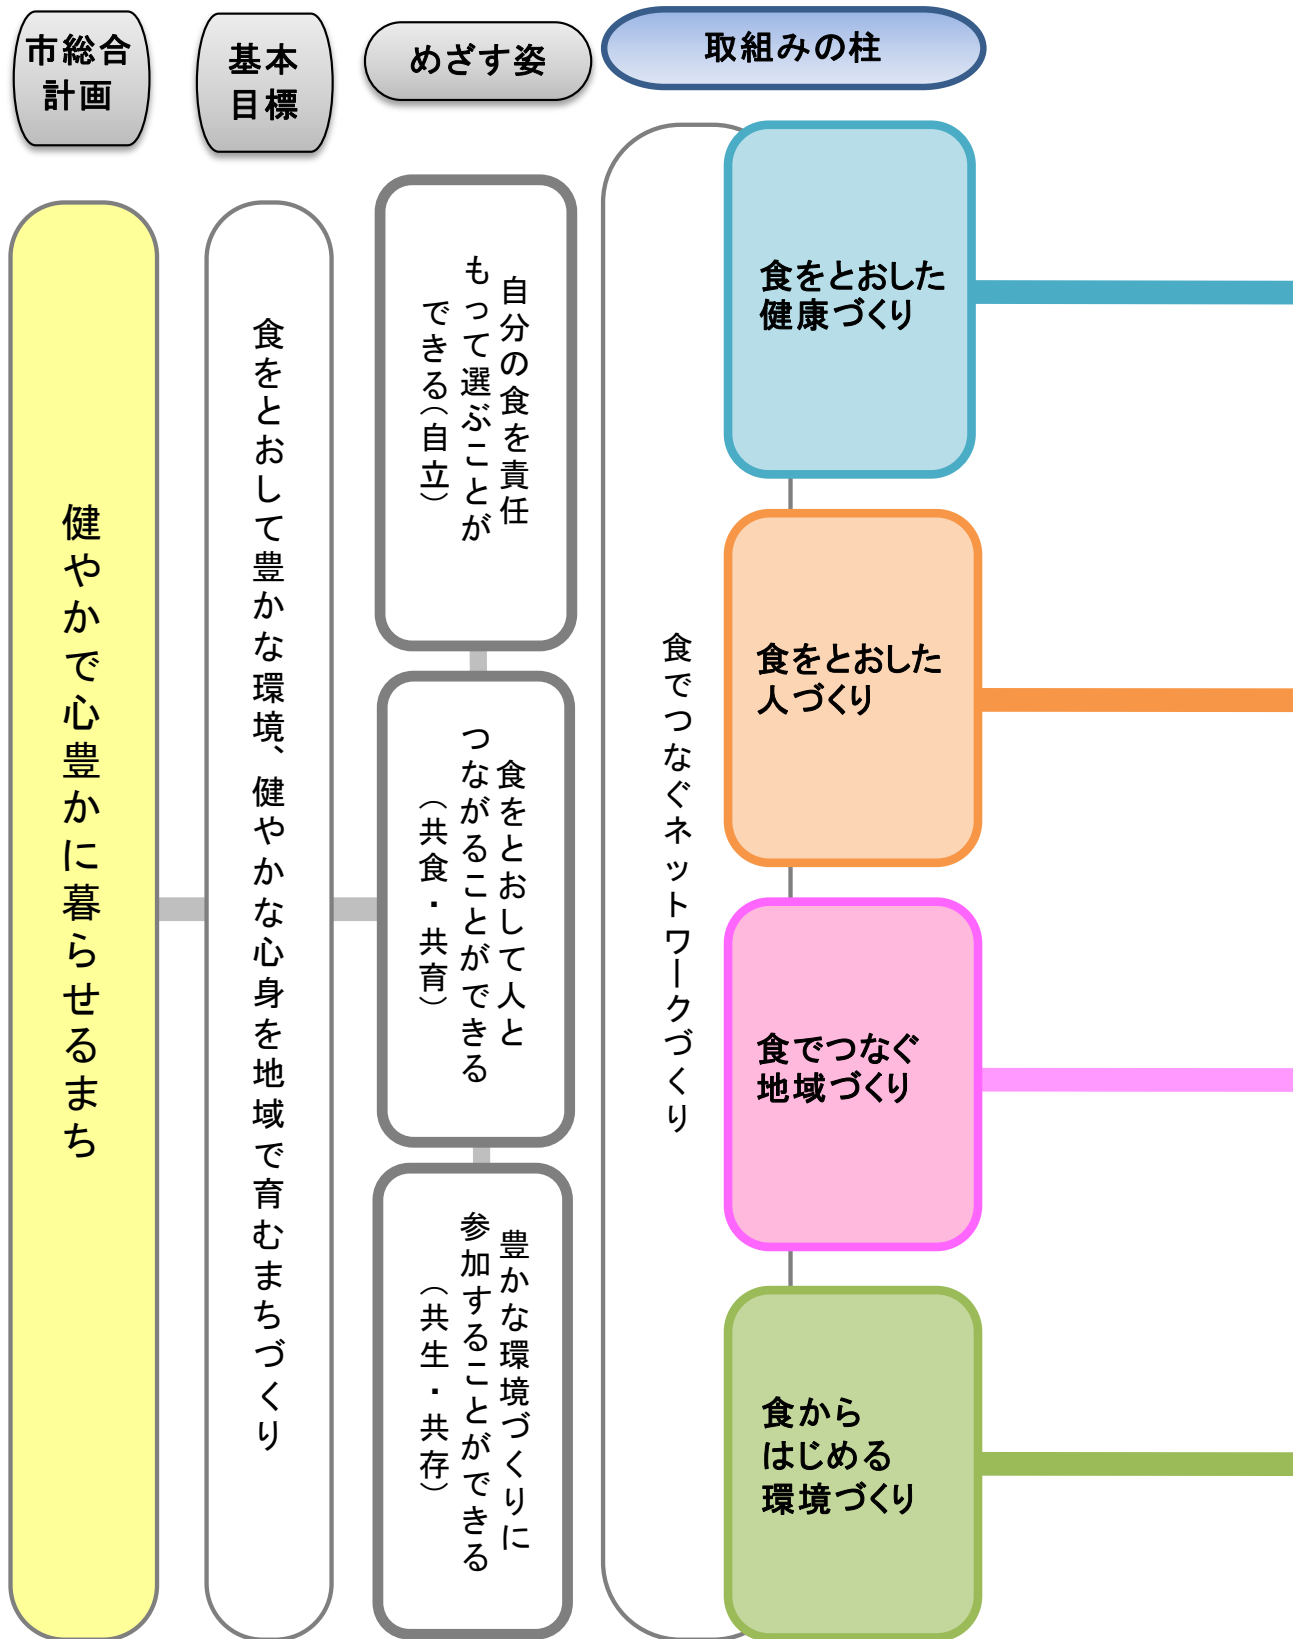 市総合
計画
基本
目標
めざす姿
取組みの柱
健やかで心豊かに暮らせるまち
食をとおして豊かな環境、健やかな心身を地域で育むまちづくり
自分の食を責任
もって選ぶことが
できる（自立）
食をとおして人と
つながることができる
（共食・共育）
豊かな環境づくりに
参加することができる
（共生・共存）
食でつなぐネットワークづくり
食をとおした
健康づくり
食をとおした
人づくり
食でつなぐ
地域づくり
食から
はじめる
環境づくり